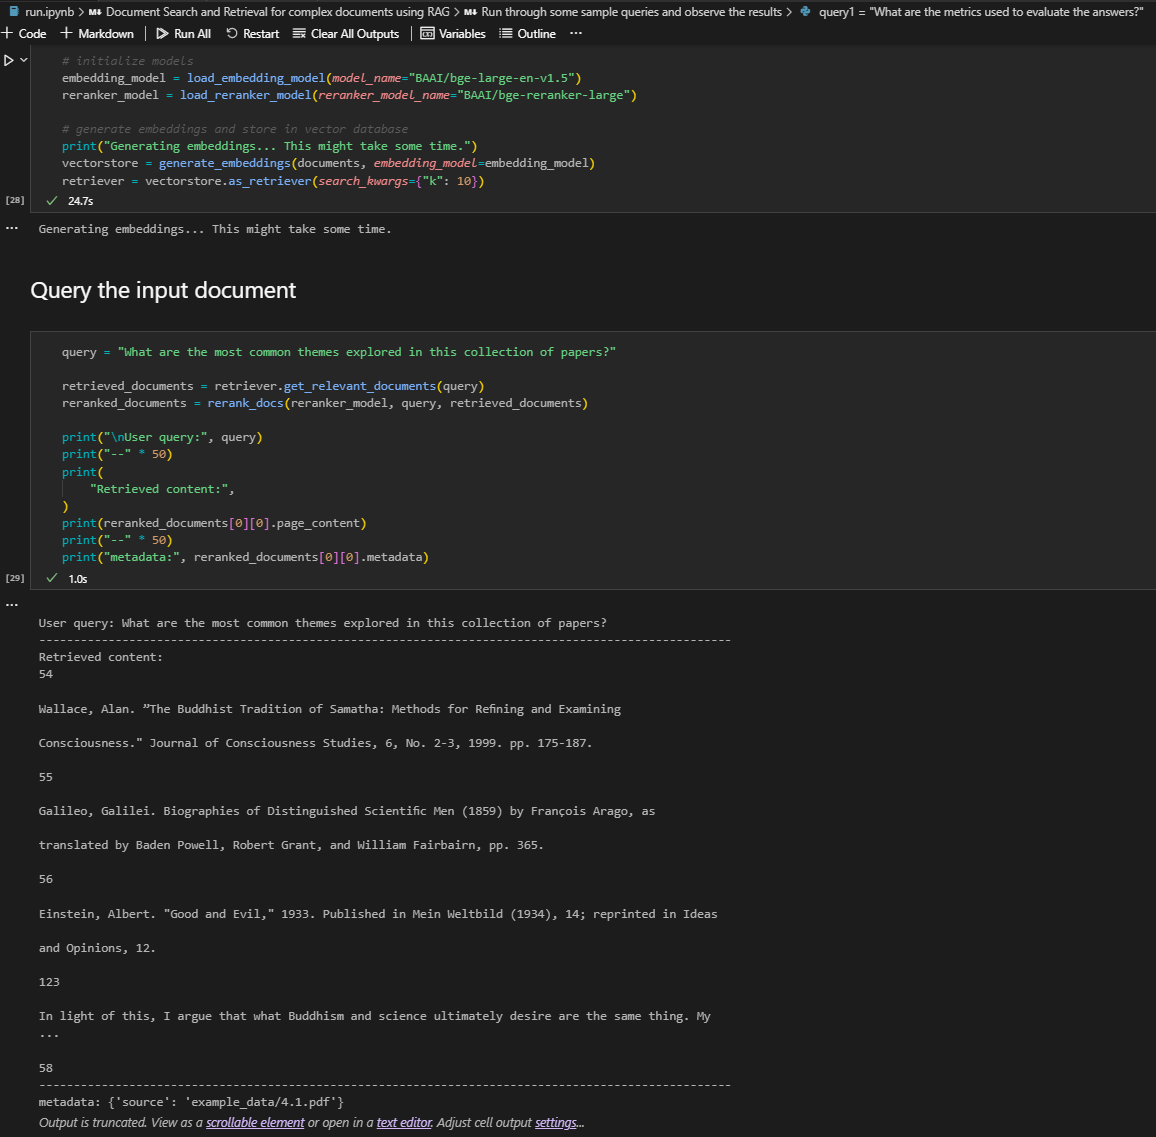 run.ipynb > M↓ Document Search and Retrieval for complex documents using RAG > M↓ Run through some sample queries and observe the results > query1 = "What are the metrics used to evaluate the answers?"
+ Code + Markdown | Run All Restart Clear All Outputs | Variables Outline ...
# initialize models
embedding_model = load_embedding_model(model_name="BAAI/bge-large-en-v1.5")
reranker_model = load_reranker_model(reranker_model_name="BAAI/bge-reranker-large")
# generate embeddings and store in vector database
print("Generating embeddings... This might take some time.")
vectorstore = generate_embeddings(documents, embedding_model=embedding_model)
retriever = vectorstore.as_retriever(search_kwargs={"k": 10})
[28] 24.7s
... Generating embeddings... This might take some time.
Query the input document
query = "What are the most common themes explored in this collection of papers?"
retrieved_documents = retriever.get_relevant_documents(query)
reranked_documents = rerank_docs(reranker_model, query, retrieved_documents)
print("\nUser query:", query)
print("--" * 50)
print(
"Retrieved content:",
)
print(reranked_documents[0][0].page_content)
print("--" * 50)
print("metadata:", reranked_documents[0][0].metadata)
[29] 1.0s
...
User query: What are the most common themes explored in this collection of papers?
----------------------------------------------------------------------------------------------------
Retrieved content:
54
Wallace, Alan. ”The Buddhist Tradition of Samatha: Methods for Refining and Examining
Consciousness." Journal of Consciousness Studies, 6, No. 2-3, 1999. pp. 175-187.
55
Galileo, Galilei. Biographies of Distinguished Scientific Men (1859) by François Arago, as
translated by Baden Powell, Robert Grant, and William Fairbairn, pp. 365.
56
Einstein, Albert. "Good and Evil," 1933. Published in Mein Weltbild (1934), 14; reprinted in Ideas
and Opinions, 12.
123
In light of this, I argue that what Buddhism and science ultimately desire are the same thing. My
...
58
----------------------------------------------------------------------------------------------------
metadata: {'source': 'example_data/4.1.pdf'}
Output is truncated. View as a scrollable element or open in a text editor. Adjust cell output settings...